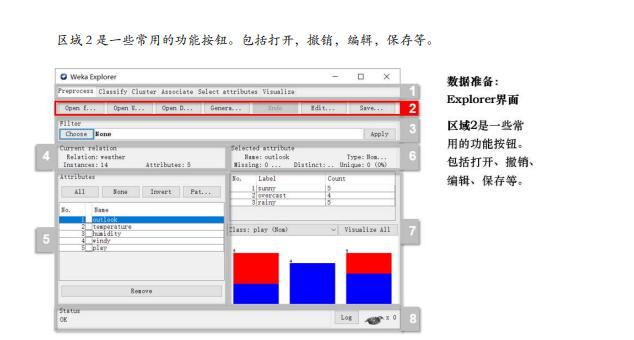 区域 2 是一些常用的功能按钮。包括打开，撤销，编辑，保存等。
Weka Explorer
Preprocess Classify Cluster Associate Select attributes Visualize
1
Open f... Open U... Open D... Genera... Undo Edit... Save...
2
Filter
Choose None Apply
3
Current relation
Relation: weather
Instances: 14 Attributes: 5
4
Selected attribute
Name: outlook Type: Nom...
Missing: 0 ... Distinct:.. Unique: 0 (0%)
6
Attributes
All None Invert Pat...
No. Name
1 outlook
2 temperature
3 humidity
4 windy
5 play
Remove
5
No. Label Count
1 sunny 5
2 overcast 4
3 rainy 5
Class: play (Nom) Visualize All
7
Status
OK
Log x 0
8
数据准备：
Explorer界面
区域2是一些常
用的功能按钮。
包括打开、撤销、
编辑、保存等。